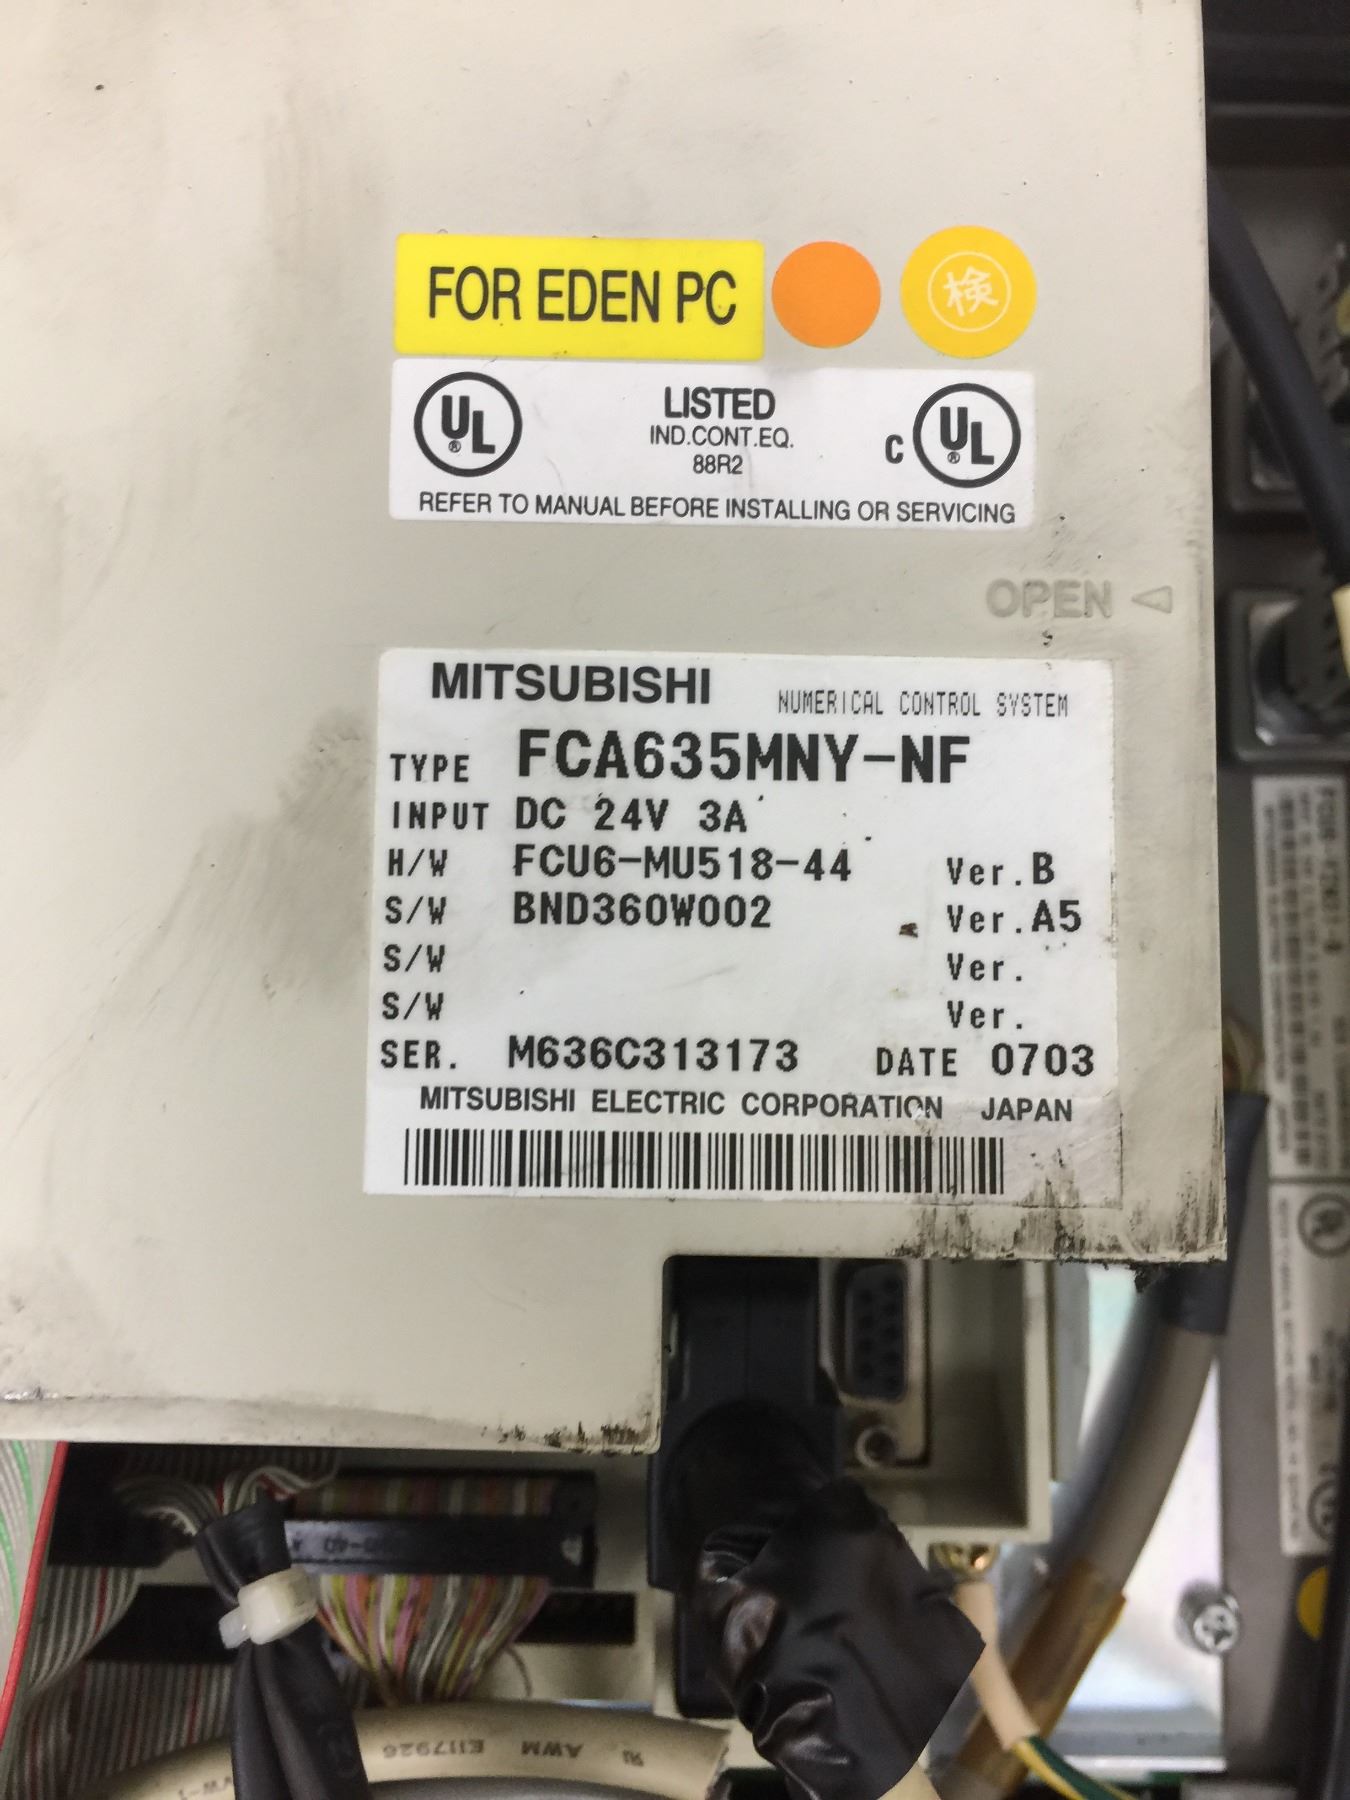 FOR EDEN PC
検
UL ®
LISTED
IND.CONT.EQ.
88R2
C UL ®
REFER TO MANUAL BEFORE INSTALLING OR SERVICING
OPEN
MITSUBISHI NUMERICAL CONTROL SYSTEM
TYPE FCA635MNY-NF
INPUT DC 24V 3A
H/W FCU6-MU518-44 Ver.B
S/W BND360W002 Ver.A5
S/W Ver.
S/W Ver.
SER. M636C313173 DATE 0703
MITSUBISHI ELECTRIC CORPORATION JAPAN
AWM E117926